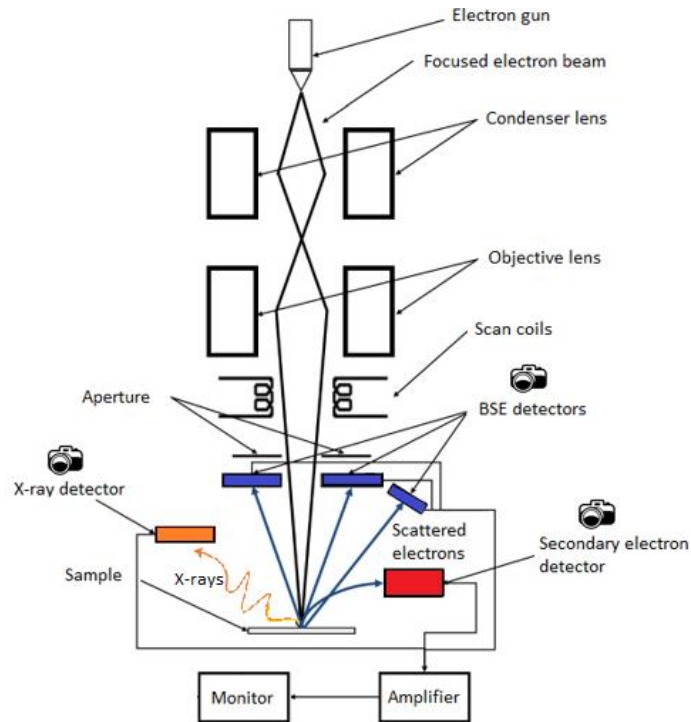 Electron gun
Focused electron beam
Condenser lens
Objective lens
Scan coils
Aperture
BSE detectors
X-ray detector
Scattered
electrons
Secondary electron
detector
X-rays
Sample
Monitor
Amplifier